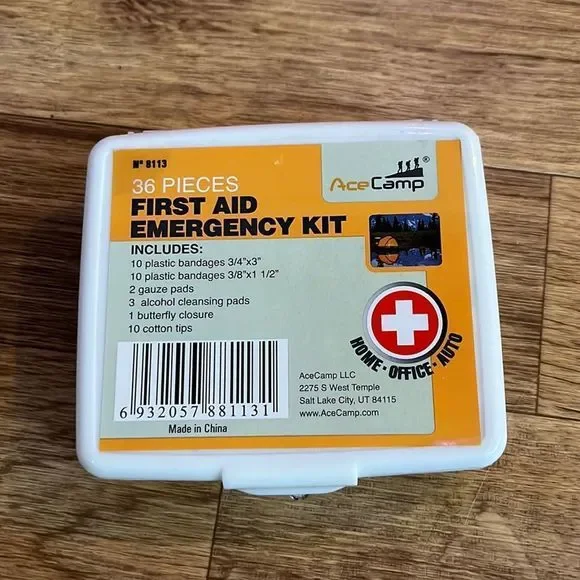 Nº 8113
36 PIECES
FIRST AID
EMERGENCY KIT
AceCamp®
INCLUDES:
10 plastic bandages 3/4"x3"
10 plastic bandages 3/8"x1 1/2"
2 gauze pads
3 alcohol cleansing pads
1 butterfly closure
10 cotton tips
HOME - OFFICE - AUTO
6 932057 881131
Made in China
AceCamp LLC
2275 S West Temple
Salt Lake City, UT 84115
www.AceCamp.com